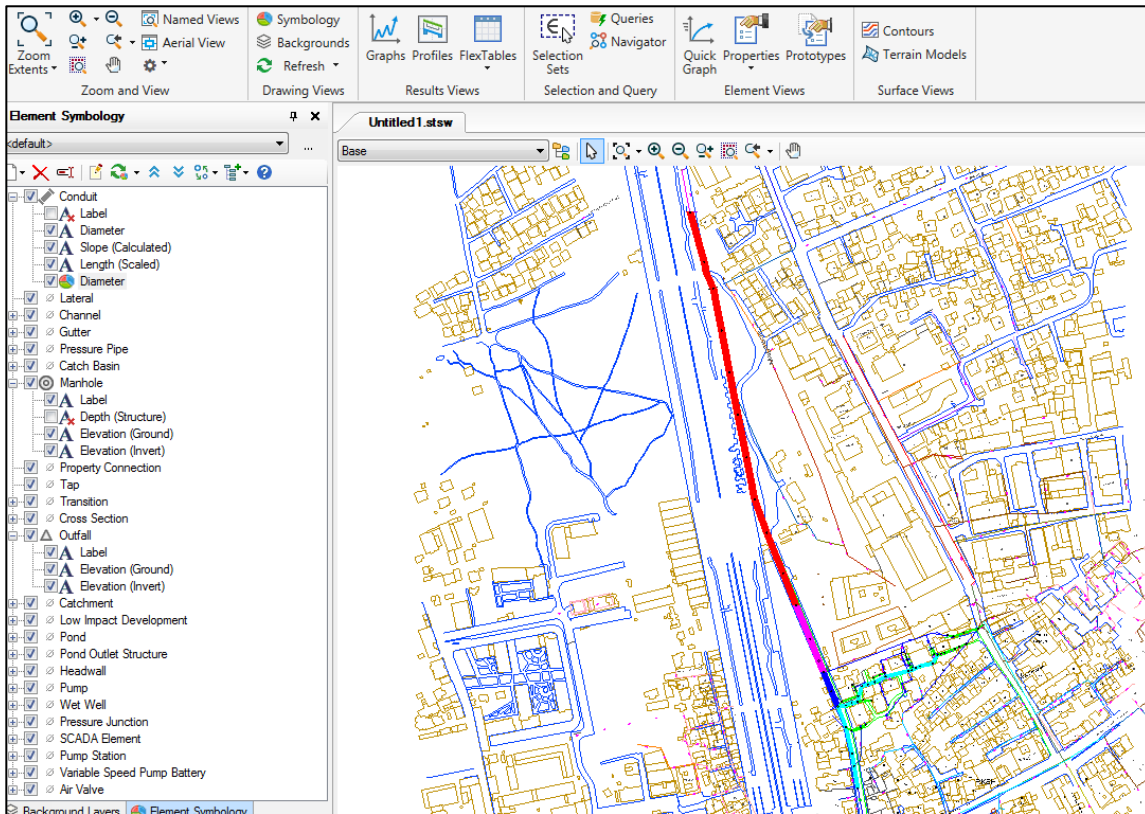 Zoom Extents
Named Views
Aerial View
Zoom and View
Symbology
Backgrounds
Refresh
Drawing Views
Graphs
Profiles
FlexTables
Results Views
Selection Sets
Queries
Navigator
Selection and Query
Quick Graph
Properties
Prototypes
Element Views
Contours
Terrain Models
Surface Views
Element Symbology
<default>
...
Untitled1.stsw
Base
Conduit
Label
Diameter
Slope (Calculated)
Length (Scaled)
Diameter
Lateral
Channel
Gutter
Pressure Pipe
Catch Basin
Manhole
Label
Depth (Structure)
Elevation (Ground)
Elevation (Invert)
Property Connection
Tap
Transition
Cross Section
Outfall
Label
Elevation (Ground)
Elevation (Invert)
Catchment
Low Impact Development
Pond
Pond Outlet Structure
Headwall
Pump
Wet Well
Pressure Junction
SCADA Element
Pump Station
Variable Speed Pump Battery
Air Valve
Background Layers
Element Symbology